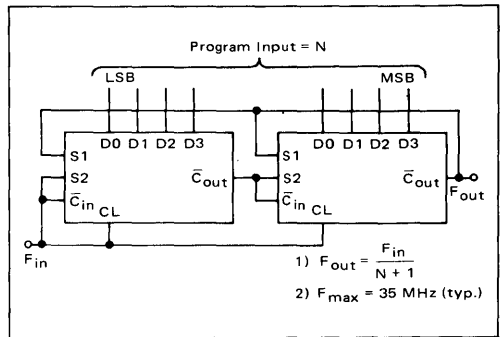 Program Input = N
LSB MSB
D0 D1 D2 D3 D0 D1 D2 D3
S1 S1
S2 C̅out S2 C̅out
C̅in C̅in Fout
CL CL
Fin
1) Fout = Fin / N + 1
2) Fmax = 35 MHz (typ.)